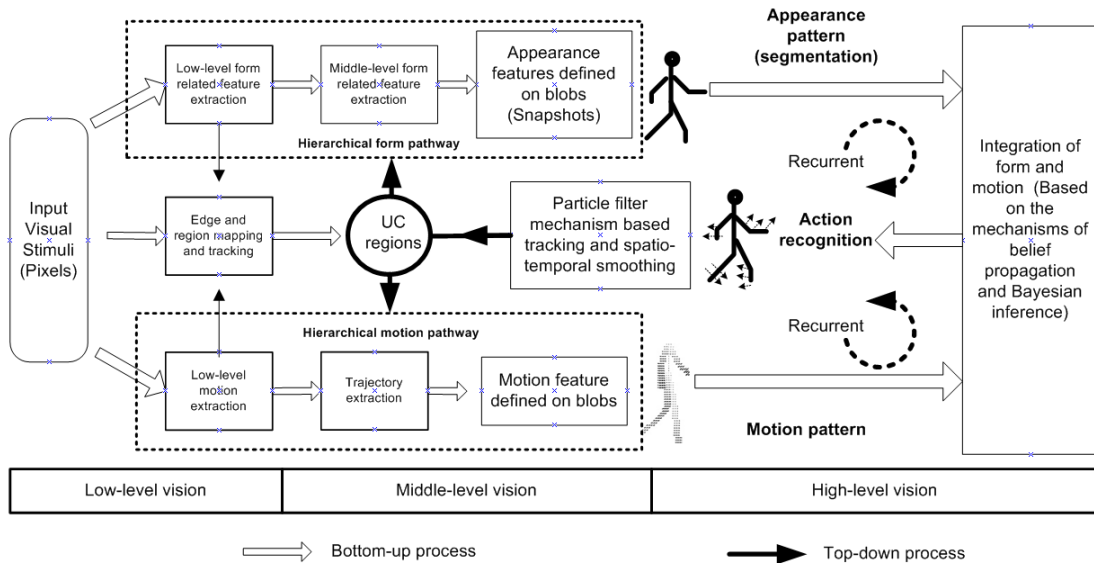 Low-level form
related feature
extraction
Middle-level form
related feature
extraction
Appearance
features defined
on blobs
(Snapshots)
Hierarchical form pathway
Appearance
pattern
(segmentation)
Input
Visual
Stimuli
(Pixels)
Edge and
region mapping
and tracking
UC
regions
Particle filter
mechanism based
tracking and spatio-
temporal smoothing
Recurrent
Action
recognition
Recurrent
Integration of
form and
motion (Based
on the
mechanisms of
belief
propagation
and Bayesian
inference)
Hierarchical motion pathway
Low-level
motion
extraction
Trajectory
extraction
Motion feature
defined on blobs
Motion pattern
Low-level vision
Middle-level vision
High-level vision
Bottom-up process
Top-down process